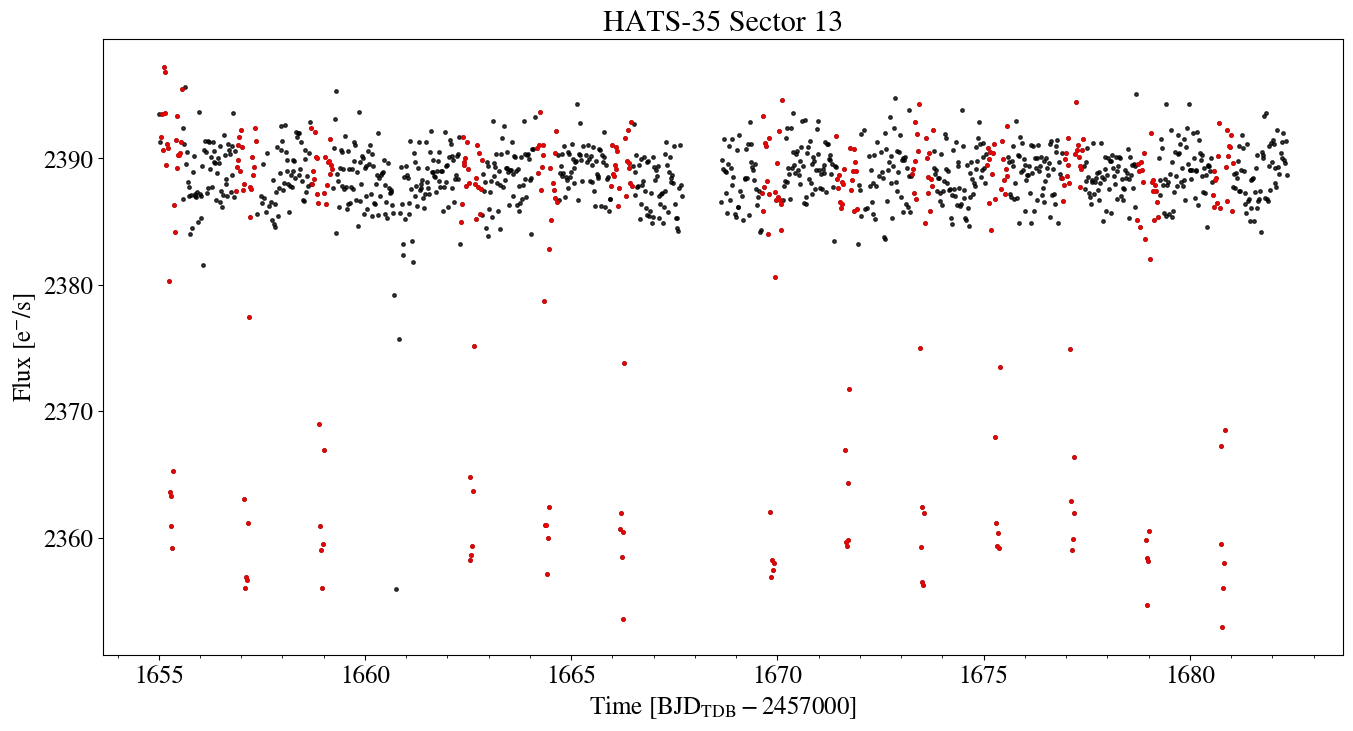 HATS-35 Sector 13
Flux [e⁻/s]
2390
2380
2370
2360
1655 1660 1665 1670 1675 1680
Time [BJD_TDB − 2457000]